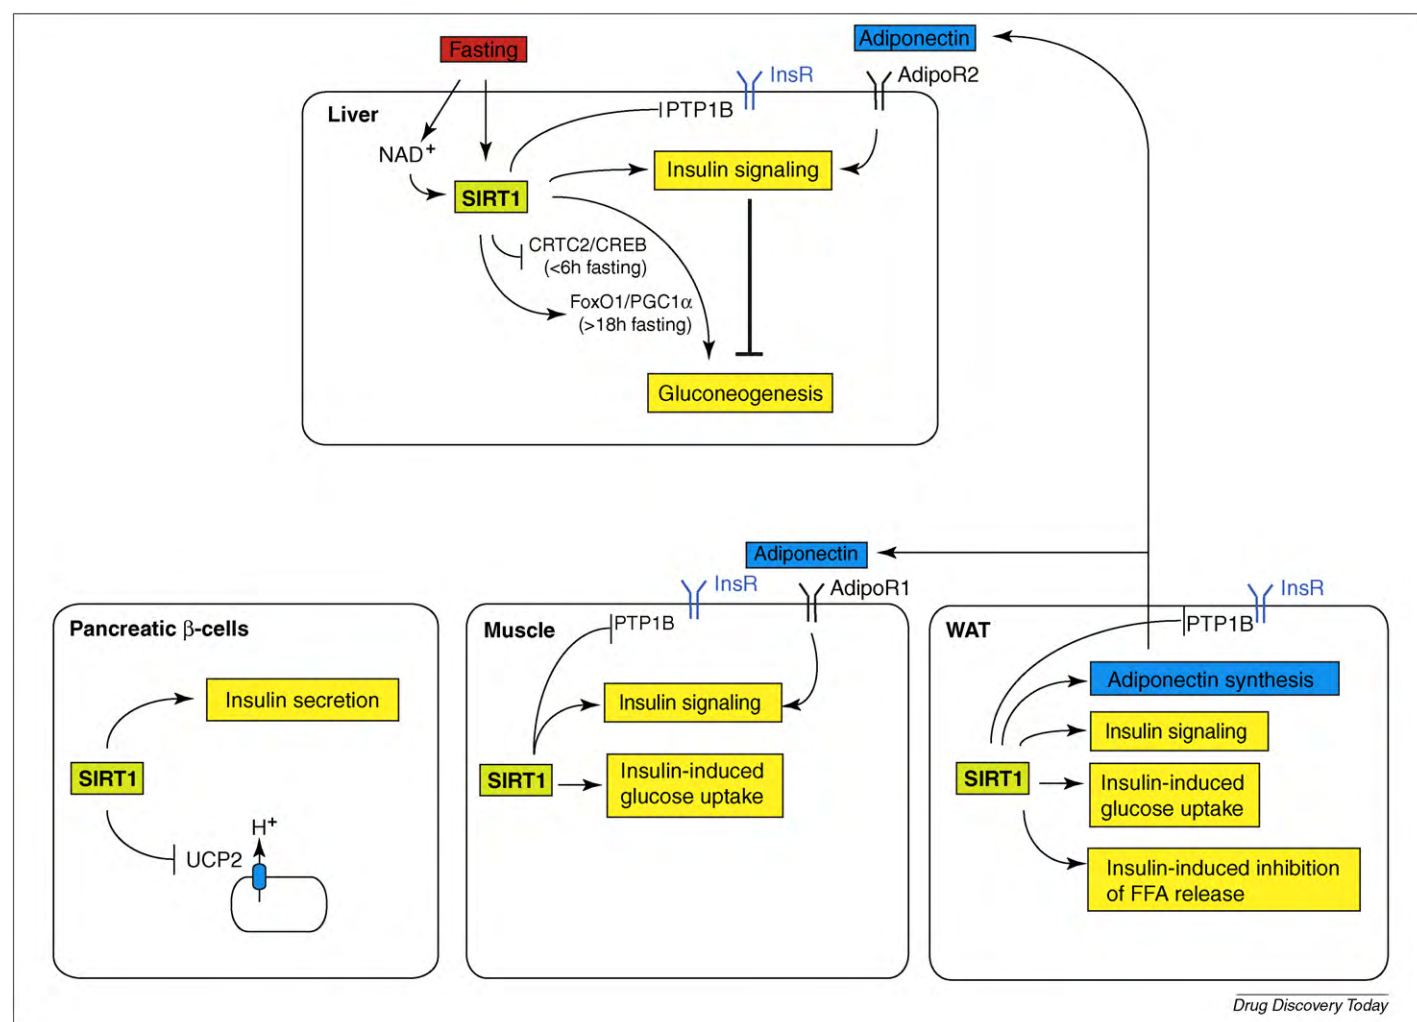 Fasting
Adiponectin
InsR
AdipoR2
Liver
PTP1B
NAD+
Insulin signaling
SIRT1
CRTC2/CREB
(<6h fasting)
FoxO1/PGC1α
(>18h fasting)
Gluconeogenesis
Adiponectin
InsR
AdipoR1
InsR
Pancreatic β-cells
Insulin secretion
SIRT1
UCP2
H+
Muscle
PTP1B
Insulin signaling
SIRT1
Insulin-induced
glucose uptake
WAT
PTP1B
Adiponectin synthesis
Insulin signaling
SIRT1
Insulin-induced
glucose uptake
Insulin-induced inhibition
of FFA release
Drug Discovery Today